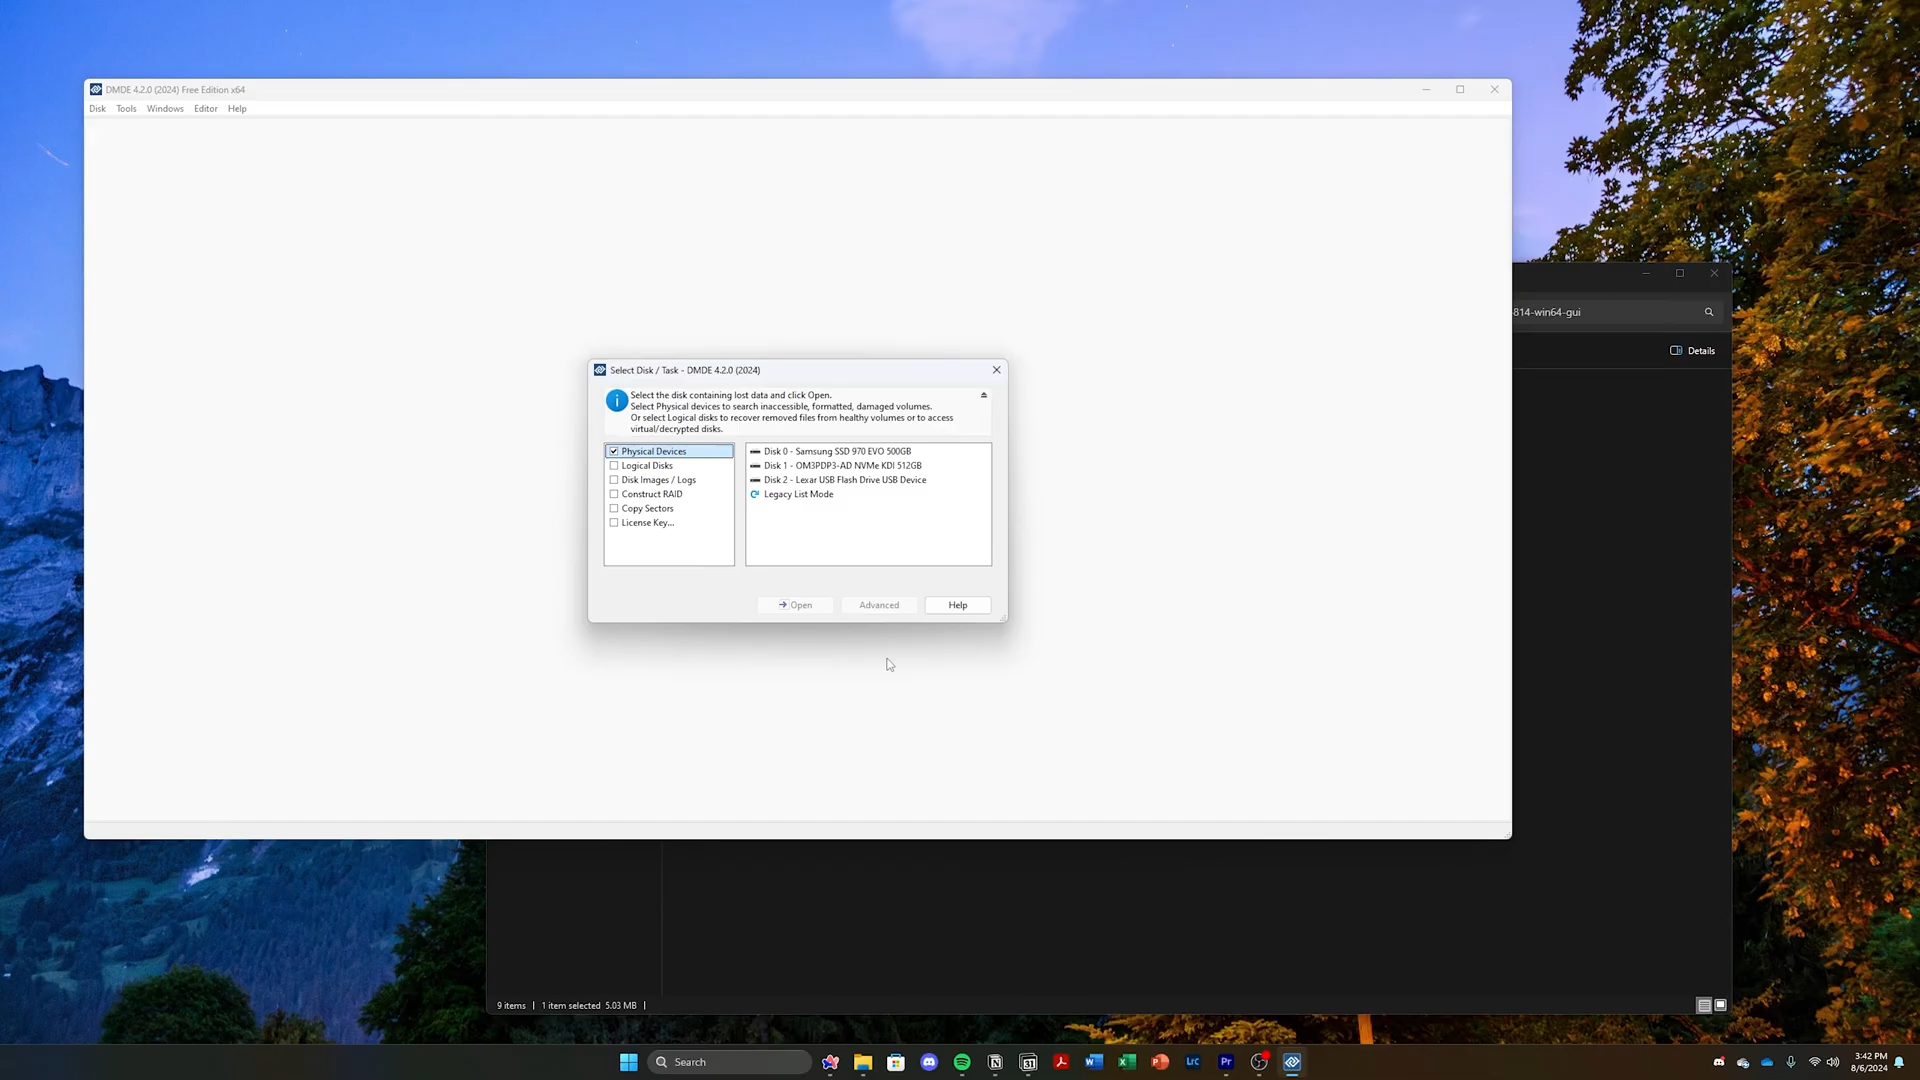 DMDE 4.2.0 (2024) Free Edition x64
Disk Tools Windows Editor Help
814-win64-gui
Details
Select Disk / Task - DMDE 4.2.0 (2024)
Select the disk containing lost data and click Open.
Select Physical devices to search inaccessible, formatted, damaged volumes.
Or select Logical disks to recover removed files from healthy volumes or to access
virtual/decrypted disks.
Physical Devices
Logical Disks
Disk Images / Logs
Construct RAID
Copy Sectors
License Key...
Disk 0 - Samsung SSD 970 EVO 500GB
Disk 1 - OM3PDP3-AD NVMe KDI 512GB
Disk 2 - Lexar USB Flash Drive USB Device
Legacy List Mode
Open Advanced Help
9 items 1 item selected 5.03 MB
Search
31
W
X
P
LrC
Pr
3:42 PM
8/6/2024